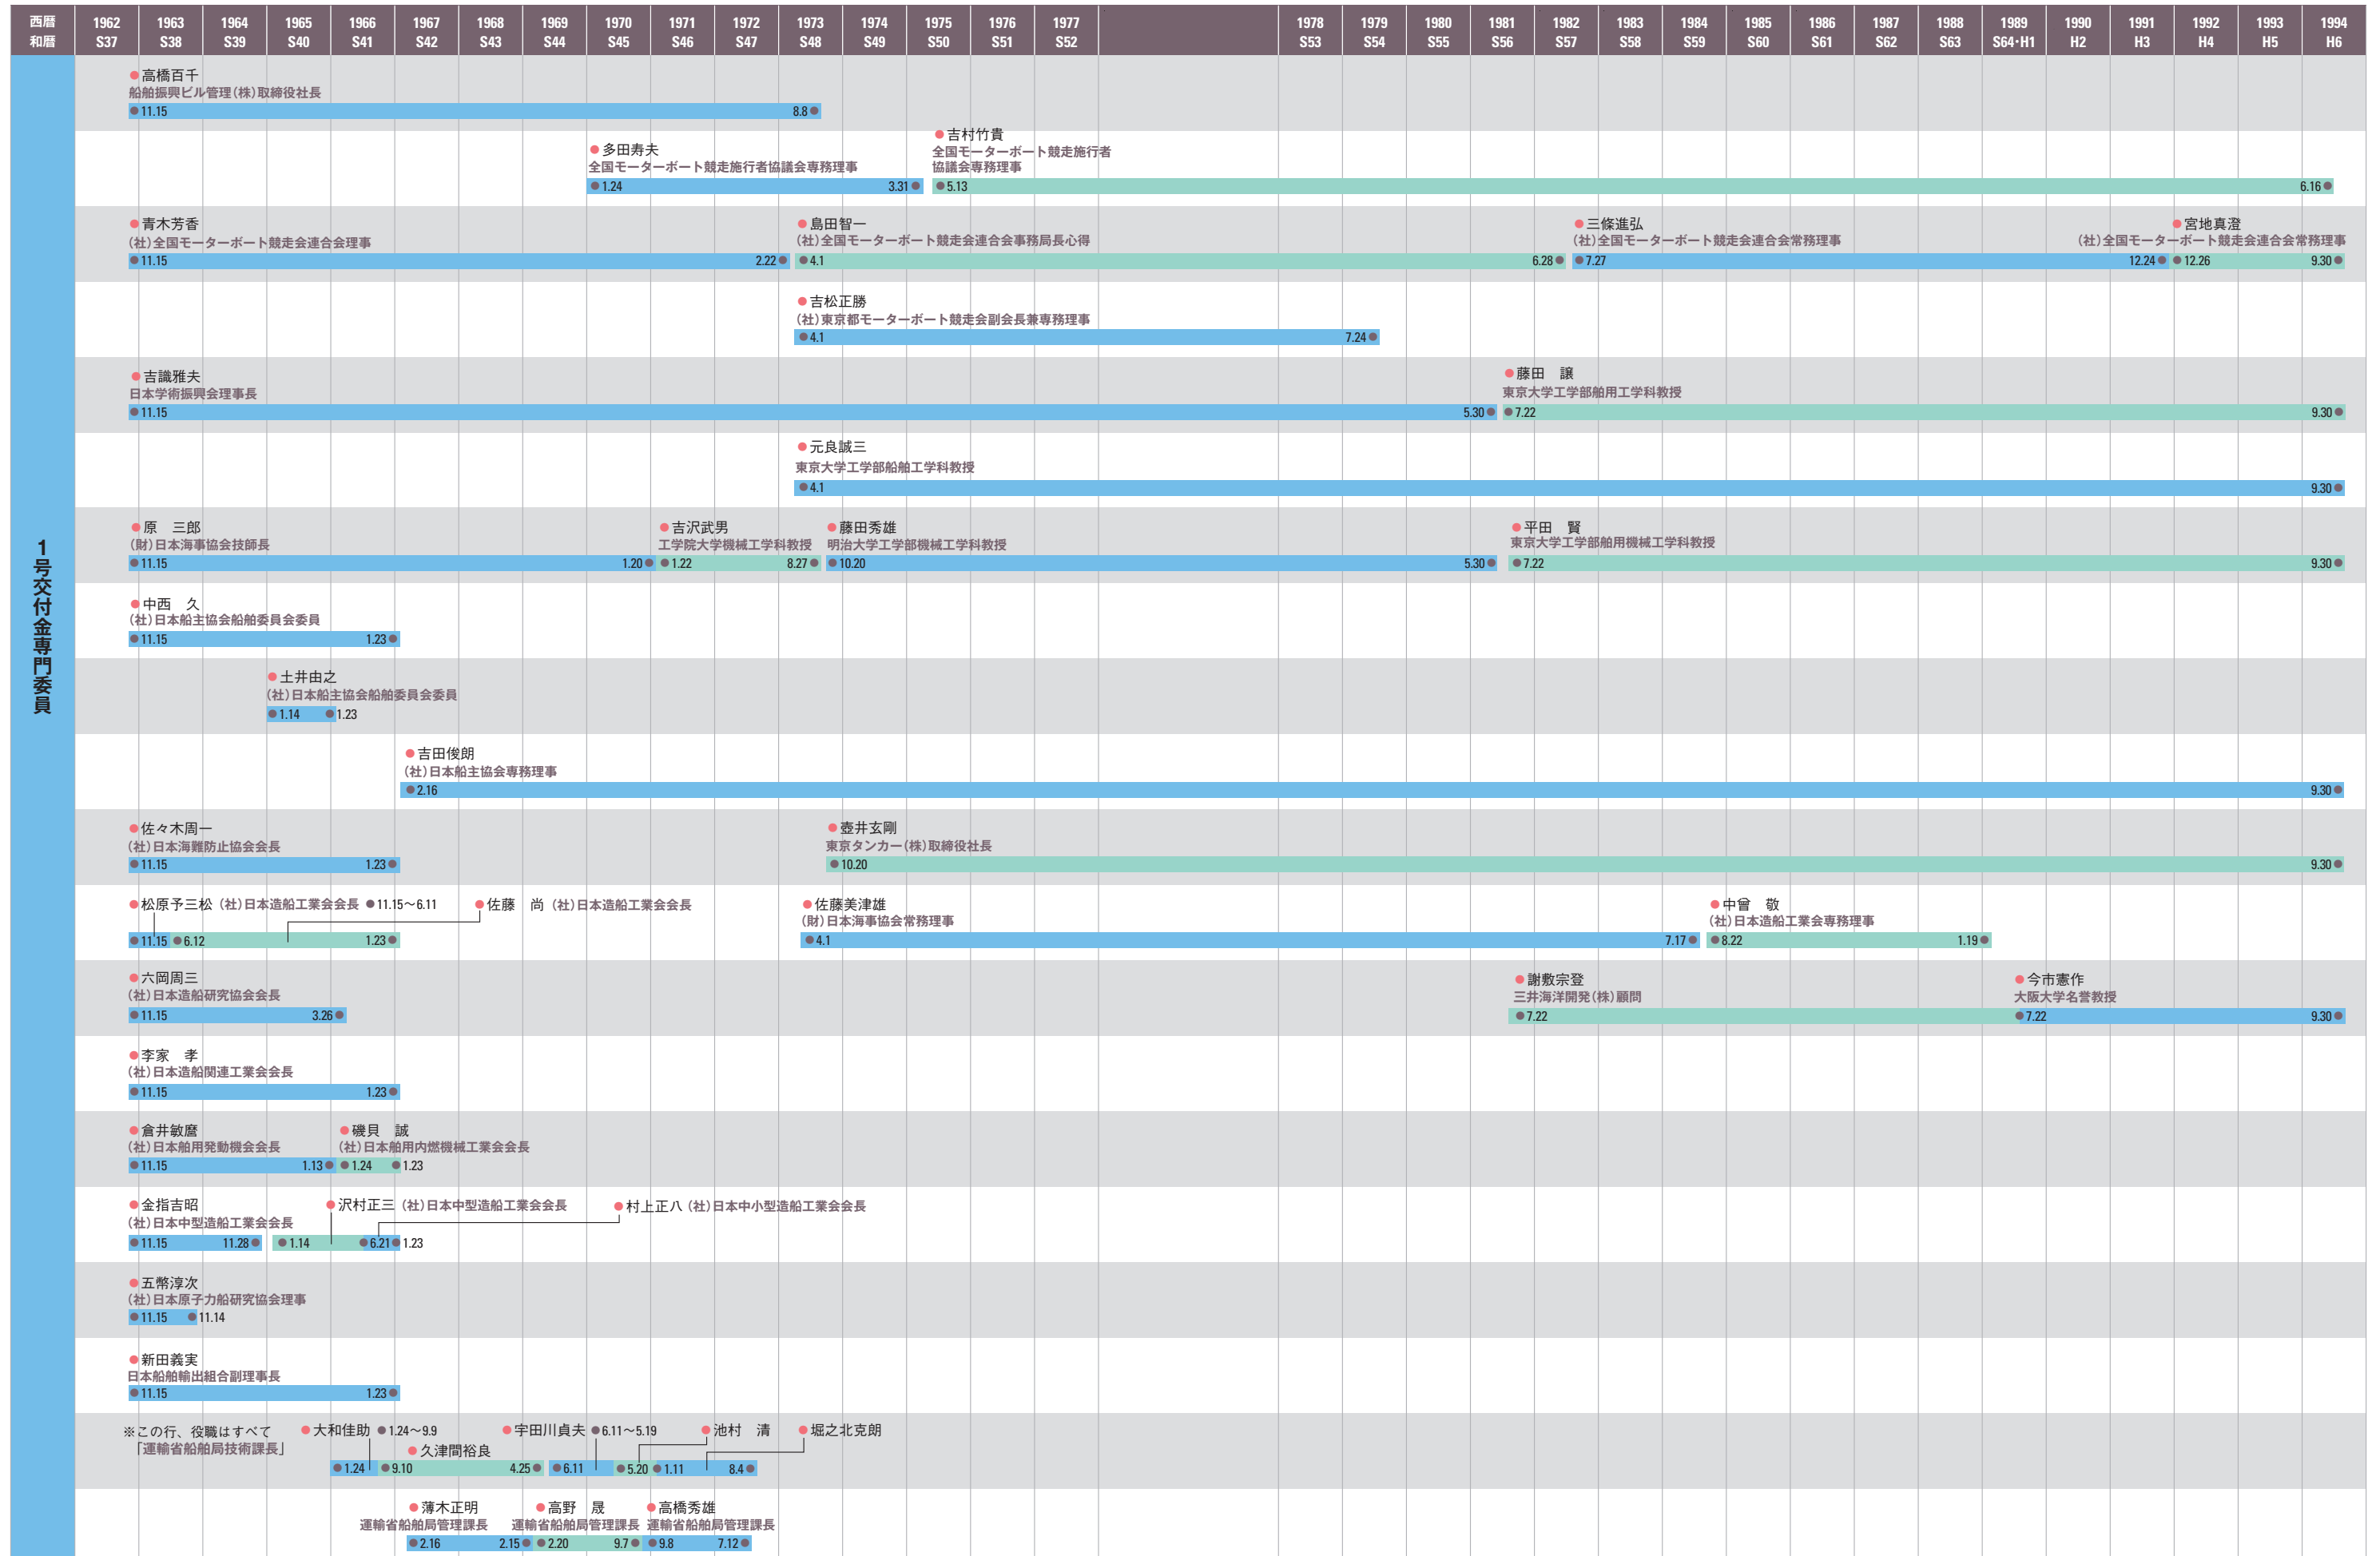 西暦 1962 1963 1964 1965 1966 1967 1968 1969 1970 1971 1972 1973 1974 1975 1976 1977 1978 1979 1980 1981 1982 1983 1984 1985 1986 1987 1988 1989 1990 1991 1992 1993 1994
和暦 S37 S38 S39 S40 S41 S42 S43 S44 S45 S46 S47 S48 S49 S50 S51 S52 S53 S54 S55 S56 S57 S58 S59 S60 S61 S62 S63 S64・H1 H2 H3 H4 H5 H6
1号交付金専門委員
高橋百千
船舶振興ビル管理(株)取締役社長
11.15 8.8
多田寿夫
全国モーターボート競走施行者協議会専務理事
1.24 3.31
吉村竹貴
全国モーターボート競走施行者
協議会専務理事
5.13 6.16
青木芳香
(社)全国モーターボート競走会連合会理事
11.15 2.22
島田智一
(社)全国モーターボート競走会連合会事務局長心得
4.1 6.28
三條進弘
(社)全国モーターボート競走会連合会常務理事
7.27 12.24
宮地真澄
(社)全国モーターボート競走会連合会常務理事
12.26 9.30
吉松正勝
(社)東京都モーターボート競走会副会長兼専務理事
4.1 7.24
吉識雅夫
日本学術振興会理事長
11.15 5.30
藤田 譲
東京大学工学部舶用工学科教授
7.22 9.30
元良誠三
東京大学工学部船舶工学科教授
4.1 9.30
原 三郎
(財)日本海事協会技師長
11.15 1.20
吉沢武男
工学院大学機械工学科教授
1.22 8.27
藤田秀雄
明治大学工学部機械工学科教授
10.20 5.30
平田 賢
東京大学工学部舶用機械工学科教授
7.22 9.30
中西 久
(社)日本船主協会船舶委員会委員
11.15 1.23
土井由之
(社)日本船主協会船舶委員会委員
1.14 1.23
吉田俊朗
(社)日本船主協会専務理事
2.16 9.30
佐々木周一
(社)日本海難防止協会会長
11.15 1.23
壺井玄剛
東京タンカー(株)取締役社長
10.20 9.30
松原予三松 (社)日本造船工業会会長 11.15〜6.11
佐藤 尚 (社)日本造船工業会会長
11.15 6.12 1.23
佐藤美津雄
(財)日本海事協会常務理事
4.1 7.17
中曾 敬
(社)日本造船工業会専務理事
8.22 1.19
六岡周三
(社)日本造船研究協会会長
11.15 3.26
謝敷宗登
三井海洋開発(株)顧問
7.22
今市憲作
大阪大学名誉教授
7.22 9.30
李家 孝
(社)日本造船関連工業会会長
11.15 1.23
倉井敏麿
(社)日本舶用発動機会会長
11.15 1.13
磯貝 誠
(社)日本舶用内燃機械工業会会長
1.24 1.23
金指吉昭
(社)日本中型造船工業会会長
11.15 11.28
沢村正三 (社)日本中型造船工業会会長
村上正八 (社)日本中小型造船工業会会長
1.14 6.21 1.23
五幣淳次
(社)日本原子力船研究協会理事
11.15 11.14
新田義実
日本船舶輸出組合副理事長
11.15 1.23
※この行、役職はすべて
「運輸省船舶局技術課長」
大和佳助 1.24〜9.9
久津間裕良
宇田川貞夫 6.11〜5.19
池村 清
堀之北克朗
1.24 9.10 4.25 6.11 5.20 1.11 8.4
薄木正明
運輸省船舶局管理課長
2.16 2.15
高野 晟
運輸省船舶局管理課長
2.20 9.7
高橋秀雄
運輸省船舶局管理課長
9.8 7.12